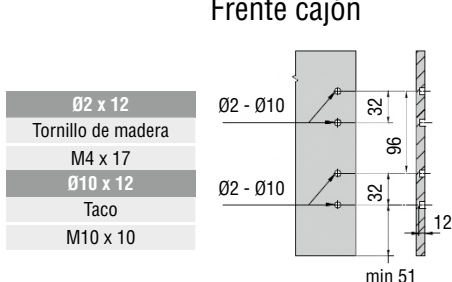 Frente cajón
Ø2 x 12
Tornillo de madera
M4 x 17
Ø10 x 12
Taco
M10 x 10
Ø2 - Ø10
32
96
Ø2 - Ø10
32
12
min 51